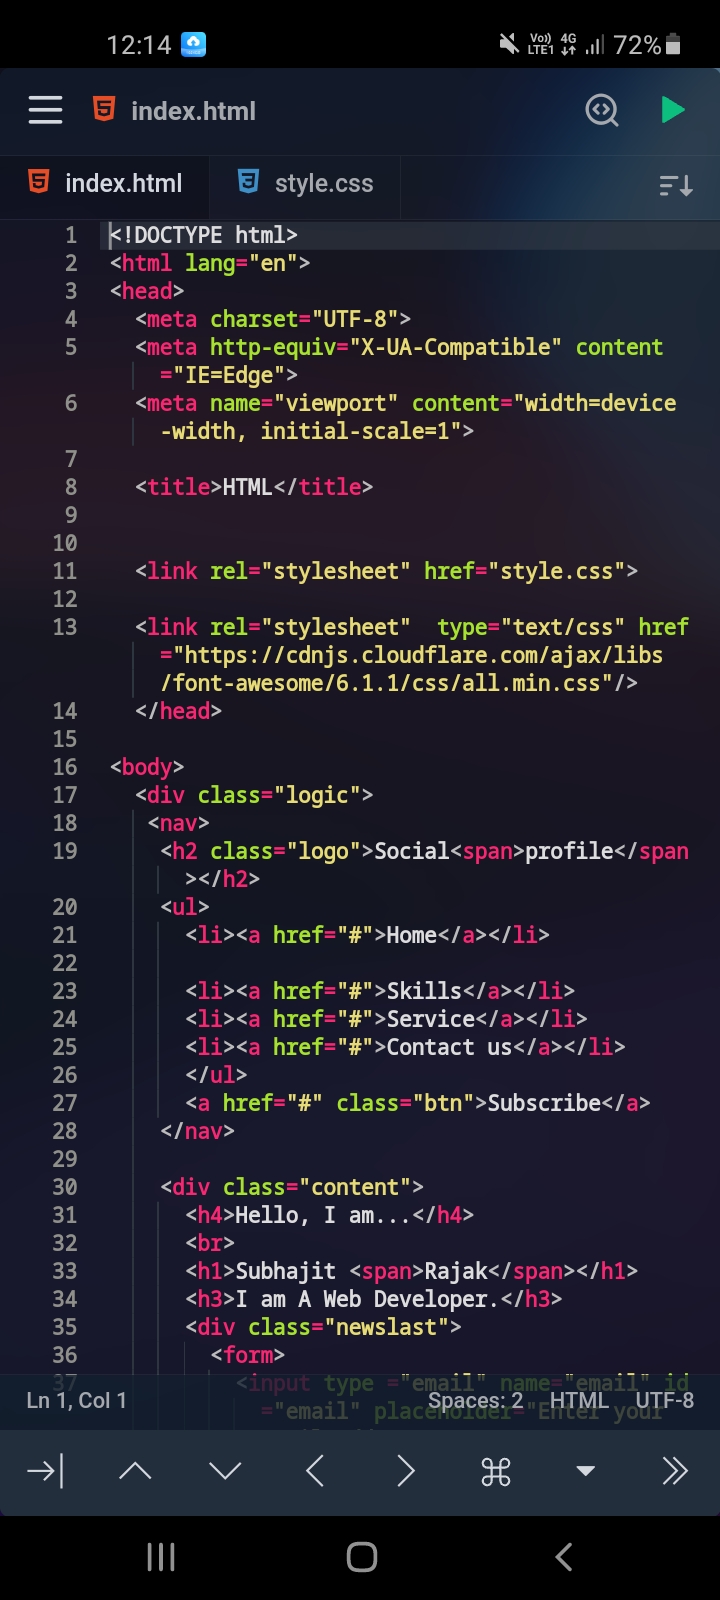 12:14
Vo)) LTE1 4G 72%
index.html
index.html style.css
1 <!DOCTYPE html>
2 <html lang="en">
3 <head>
4 <meta charset="UTF-8">
5 <meta http-equiv="X-UA-Compatible" content
="IE=Edge">
6 <meta name="viewport" content="width=device
-width, initial-scale=1">
7
8 <title>HTML</title>
9
10
11 <link rel="stylesheet" href="style.css">
12
13 <link rel="stylesheet"  type="text/css" href
="https://cdnjs.cloudflare.com/ajax/libs
/font-awesome/6.1.1/css/all.min.css"/>
14 </head>
15
16 <body>
17 <div class="logic">
18 <nav>
19 <h2 class="logo">Social<span>profile</span
></h2>
20 <ul>
21 <li><a href="#">Home</a></li>
22
23 <li><a href="#">Skills</a></li>
24 <li><a href="#">Service</a></li>
25 <li><a href="#">Contact us</a></li>
26 </ul>
27 <a href="#" class="btn">Subscribe</a>
28 </nav>
29
30 <div class="content">
31 <h4>Hello, I am...</h4>
32 <br>
33 <h1>Subhajit <span>Rajak</span></h1>
34 <h3>I am A Web Developer.</h3>
35 <div class="newslast">
36 <form>
37 <input type ="email" name="email" id
="email" placeholder="Enter your
Ln 1, Col 1 Spaces: 2 HTML UTF-8